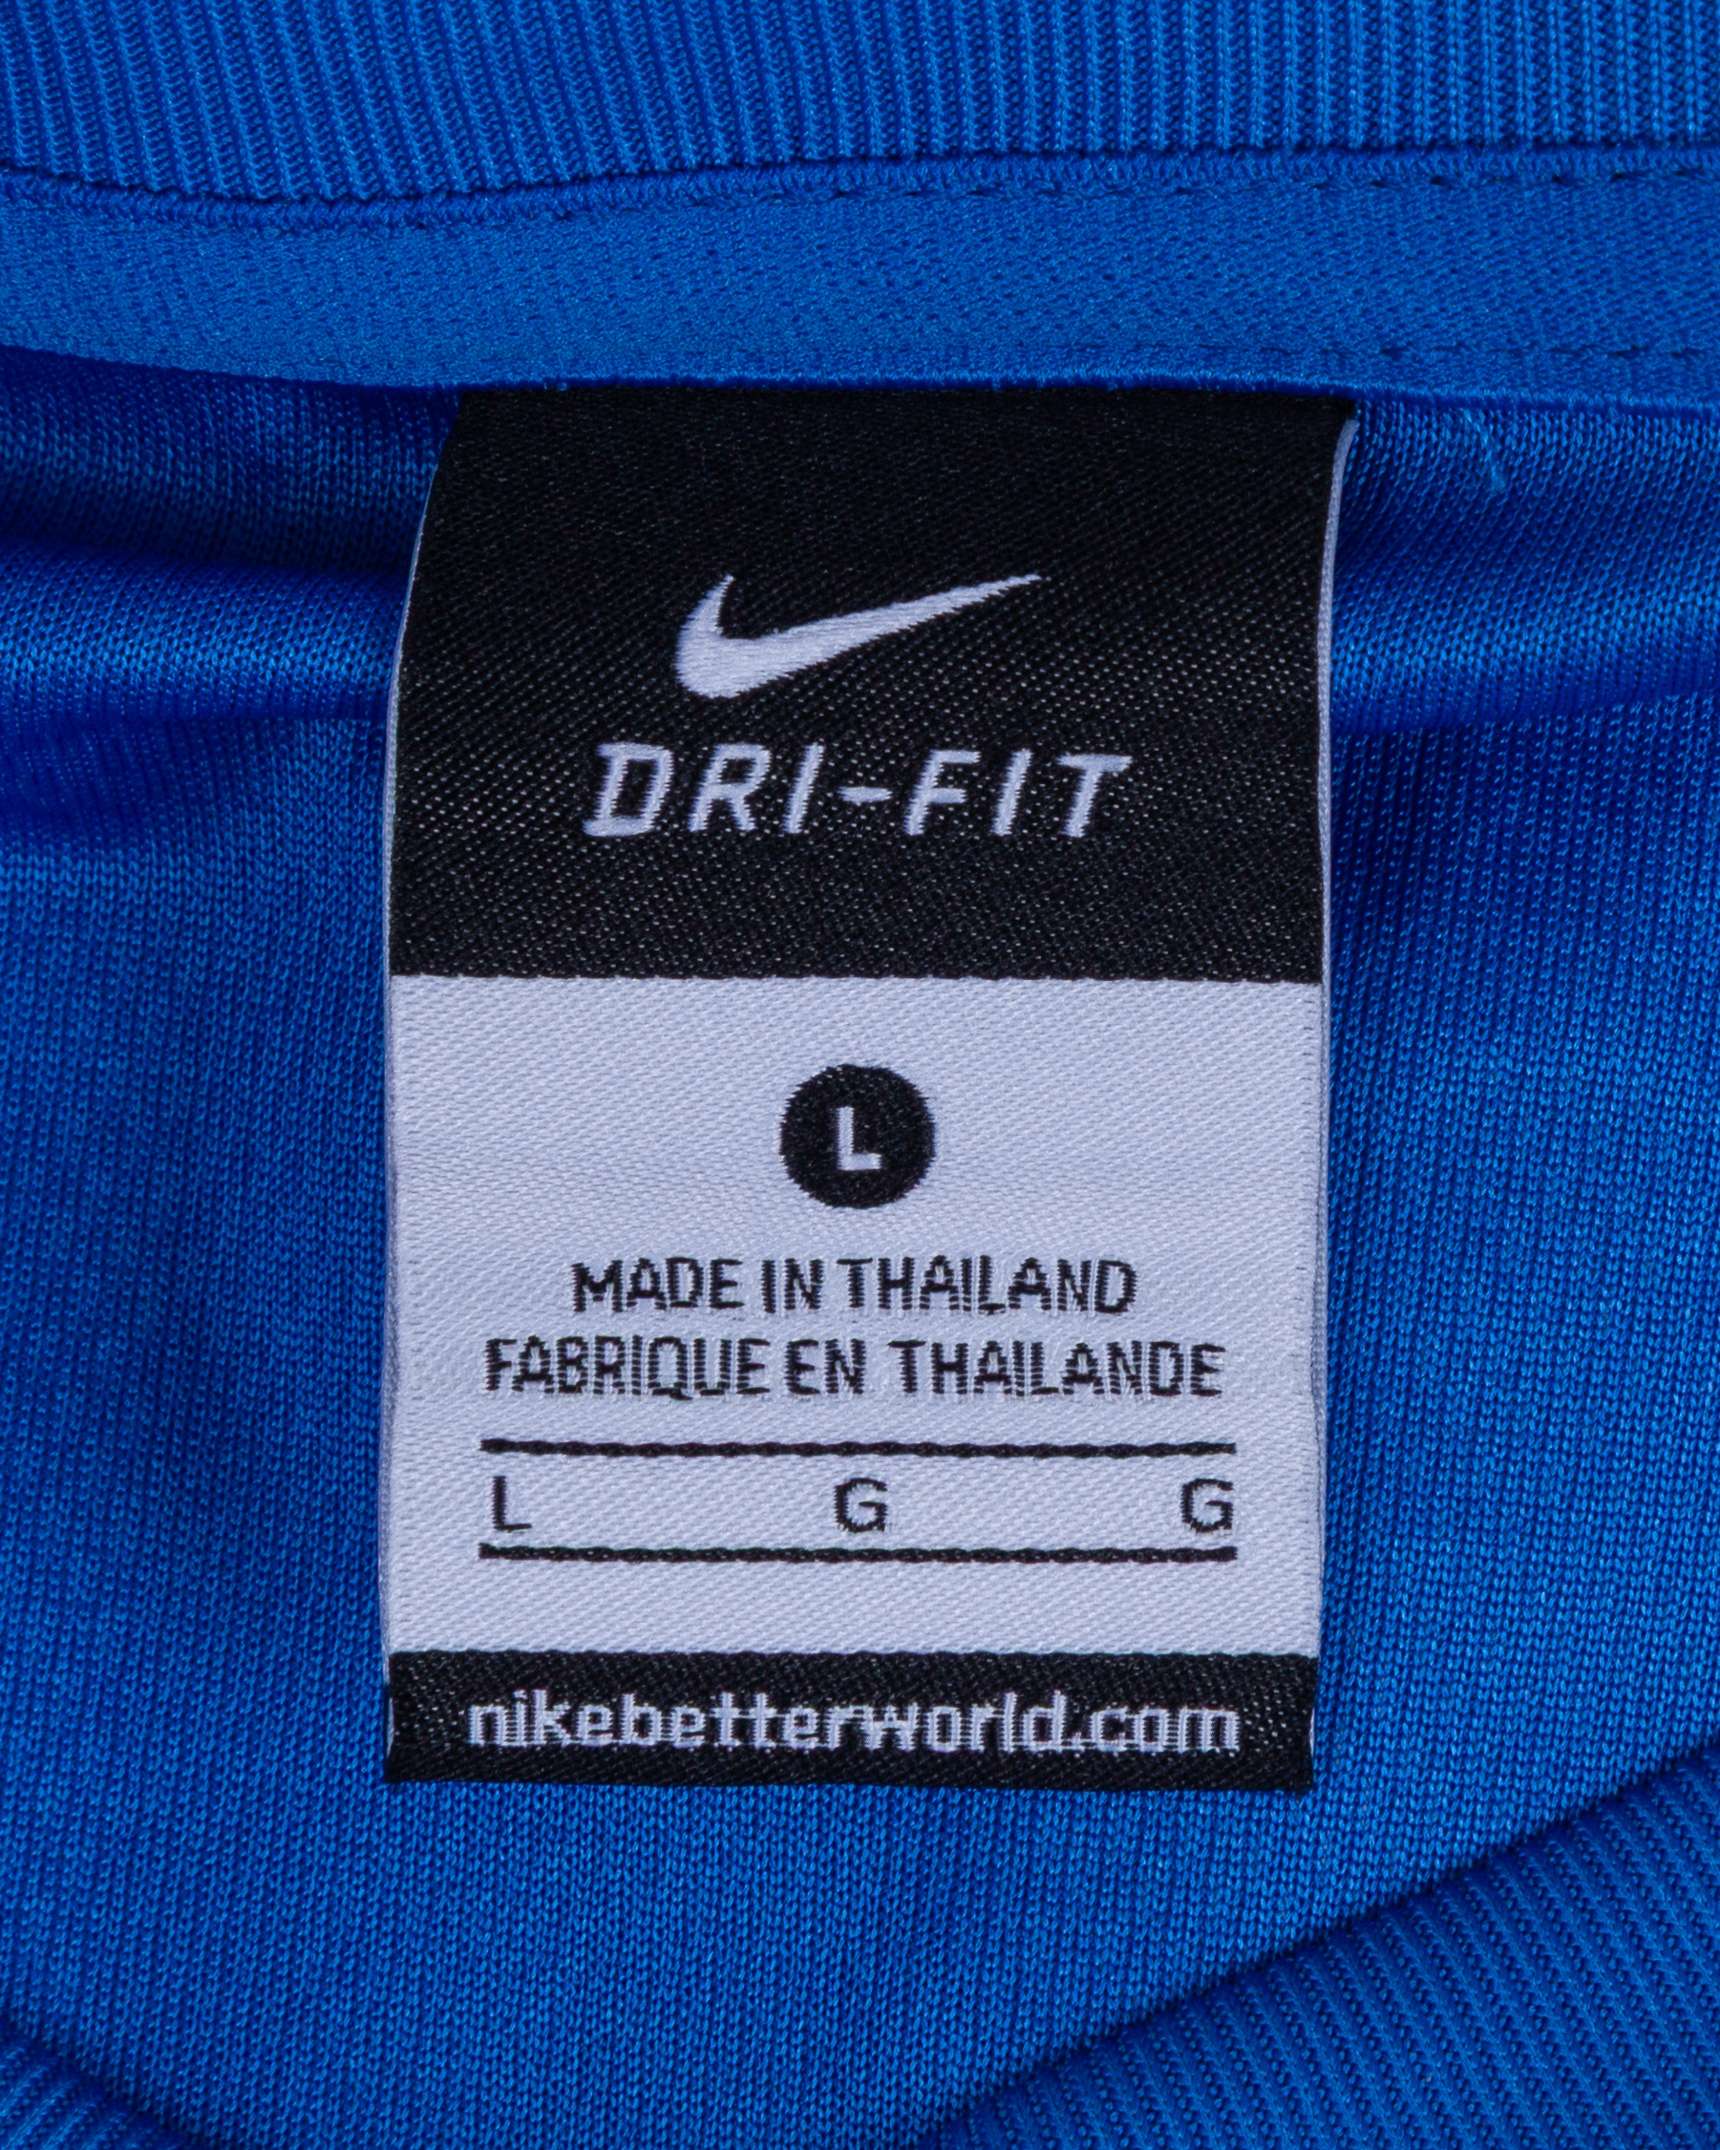 DRI-FIT
L
MADE IN THAILAND
FABRIQUE EN THAILANDE
L G G
nikebetterworld.com